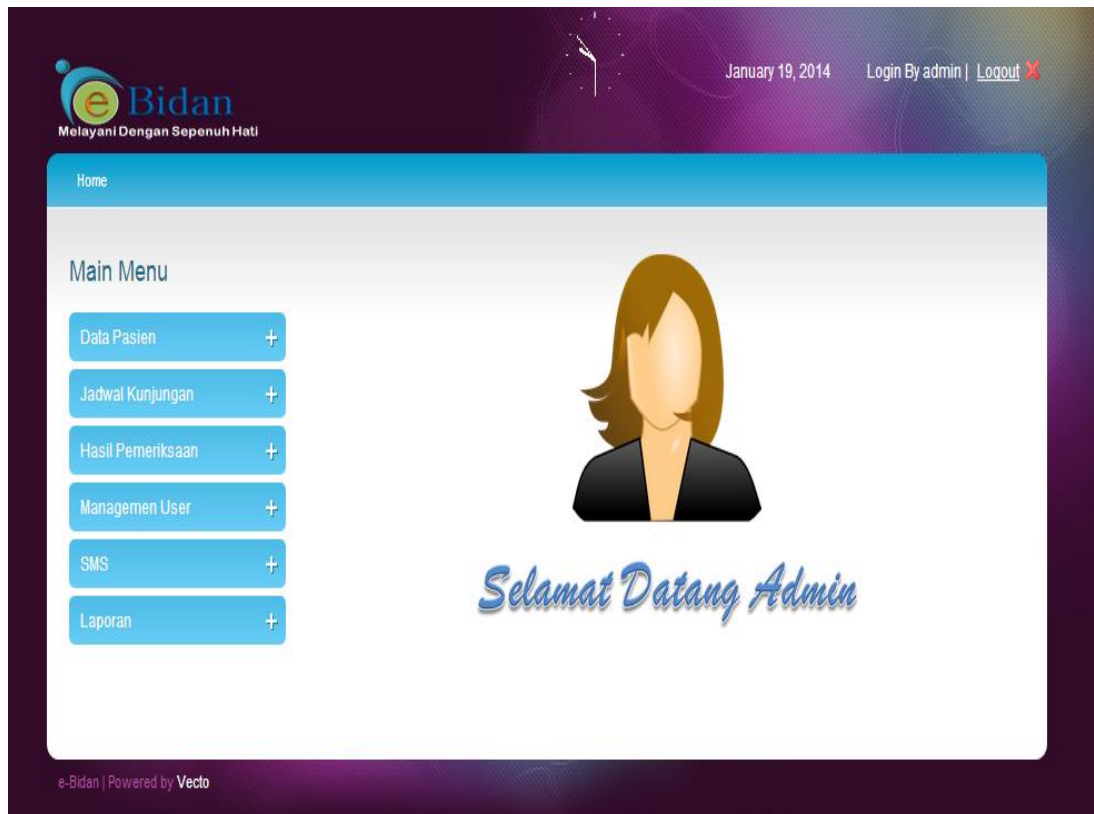 e Bidan
Melayani Dengan Sepenuh Hati
January 19, 2014 Login By admin | Logout
Home
Main Menu
Data Pasien +
Jadwal Kunjungan +
Hasil Pemeriksaan +
Managemen User +
SMS +
Laporan +
Selamat Datang Admin
e-Bidan | Powered by Vecto